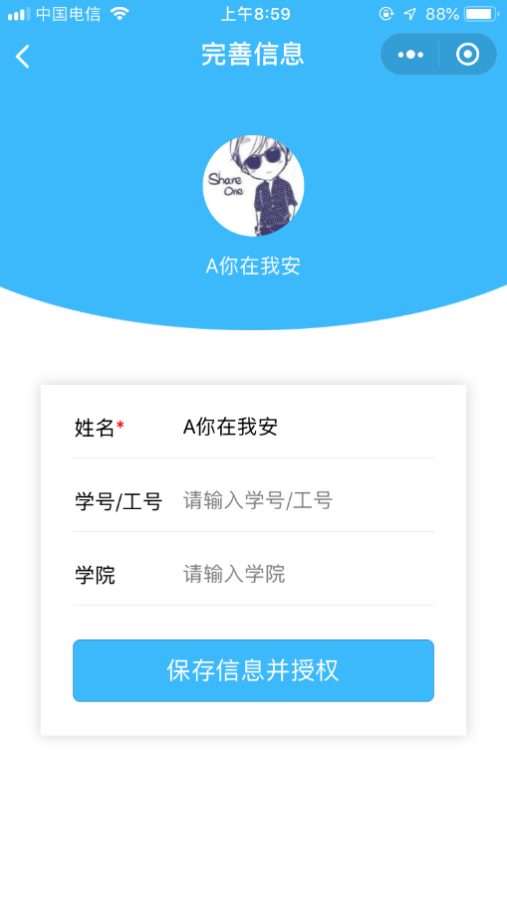 中国电信 上午8:59 88%
完善信息
Share
One
A你在我安
姓名* A你在我安
学号/工号 请输入学号/工号
学院 请输入学院
保存信息并授权